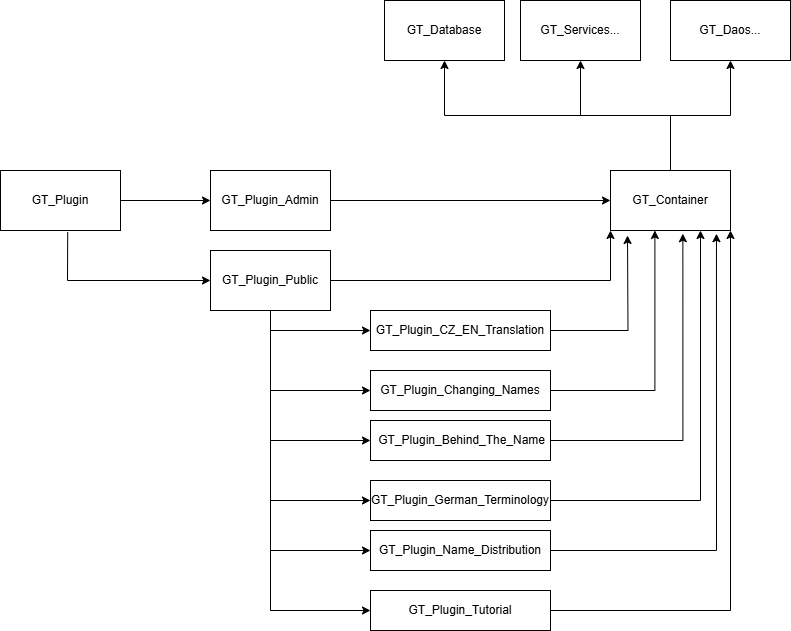 GT_Database
GT_Services...
GT_Daos...
GT_Plugin
GT_Plugin_Admin
GT_Container
GT_Plugin_Public
GT_Plugin_CZ_EN_Translation
GT_Plugin_Changing_Names
GT_Plugin_Behind_The_Name
GT_Plugin_German_Terminology
GT_Plugin_Name_Distribution
GT_Plugin_Tutorial